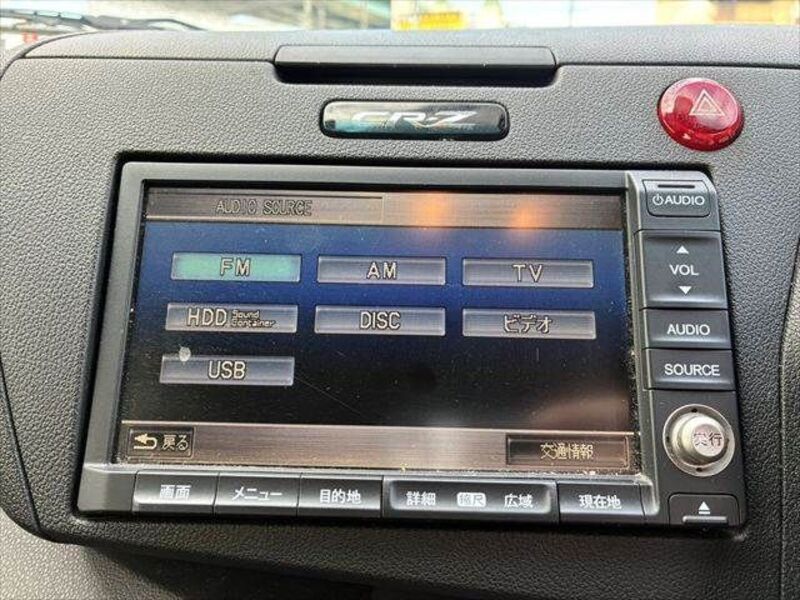 CR-Z
AUDIO SOURCE
FM
AM
TV
HDD Sound Container
DISC
ビデオ
USB
戻る
交通情報
AUDIO
VOL
AUDIO
SOURCE
実行
画面
メニュー
目的地
詳細
縮尺
広域
現在地